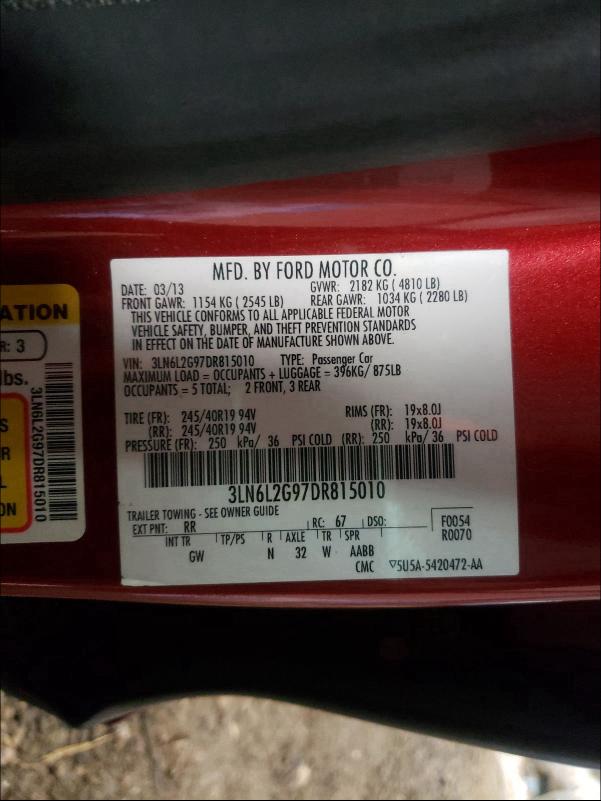 MFD. BY FORD MOTOR CO.
DATE: 03/13 GVWR: 2182 KG ( 4810 LB)
FRONT GAWR: 1154 KG ( 2545 LB) REAR GAWR: 1034 KG ( 2280 LB)
THIS VEHICLE CONFORMS TO ALL APPLICABLE FEDERAL MOTOR
VEHICLE SAFETY, BUMPER, AND THEFT PREVENTION STANDARDS
IN EFFECT ON THE DATE OF MANUFACTURE SHOWN ABOVE.
VIN: 3LN6L2G97DR815010 TYPE: Passenger Car
MAXIMUM LOAD = OCCUPANTS + LUGGAGE = 396KG/ 875LB
OCCUPANTS = 5 TOTAL; 2 FRONT, 3 REAR
TIRE (FR): 245/40R19 94V RIMS (FR): 19x8.0J
(RR): 245/40R19 94V (RR): 19x8.0J
PRESSURE (FR): 250 kPa/ 36 PSI COLD (RR): 250 kPa/ 36 PSI COLD
3LN6L2G97DR815010
TRAILER TOWING - SEE OWNER GUIDE
EXT PNT: RR RC: 67 DSO: F0054
INT TR TP/PS R AXLE TR SPR R0070
GW N 32 W AABB
CMC ▽5U5A-5420472-AA
ATION
R: 3
lbs.
S
R
L
ON
3LN6L2G97DR815010